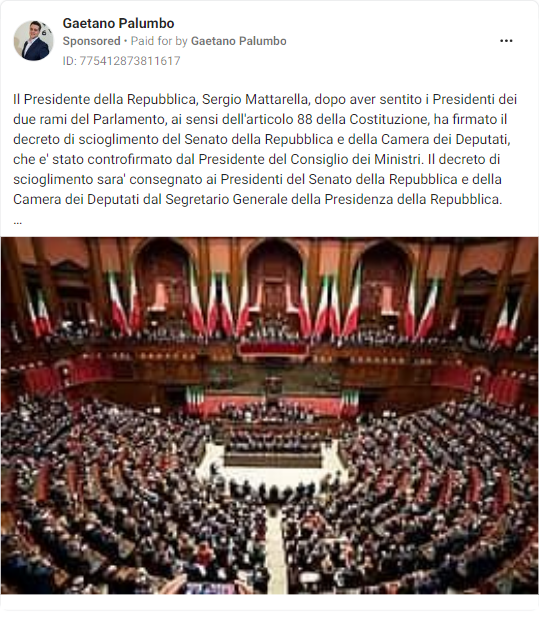 Gaetano Palumbo
Sponsored • Paid for by Gaetano Palumbo
ID: 775412873811617
Il Presidente della Repubblica, Sergio Mattarella, dopo aver sentito i Presidenti dei
due rami del Parlamento, ai sensi dell'articolo 88 della Costituzione, ha firmato il
decreto di scioglimento del Senato della Repubblica e della Camera dei Deputati,
che e' stato controfirmato dal Presidente del Consiglio dei Ministri. Il decreto di
scioglimento sara' consegnato ai Presidenti del Senato della Repubblica e della
Camera dei Deputati dal Segretario Generale della Presidenza della Repubblica.
...